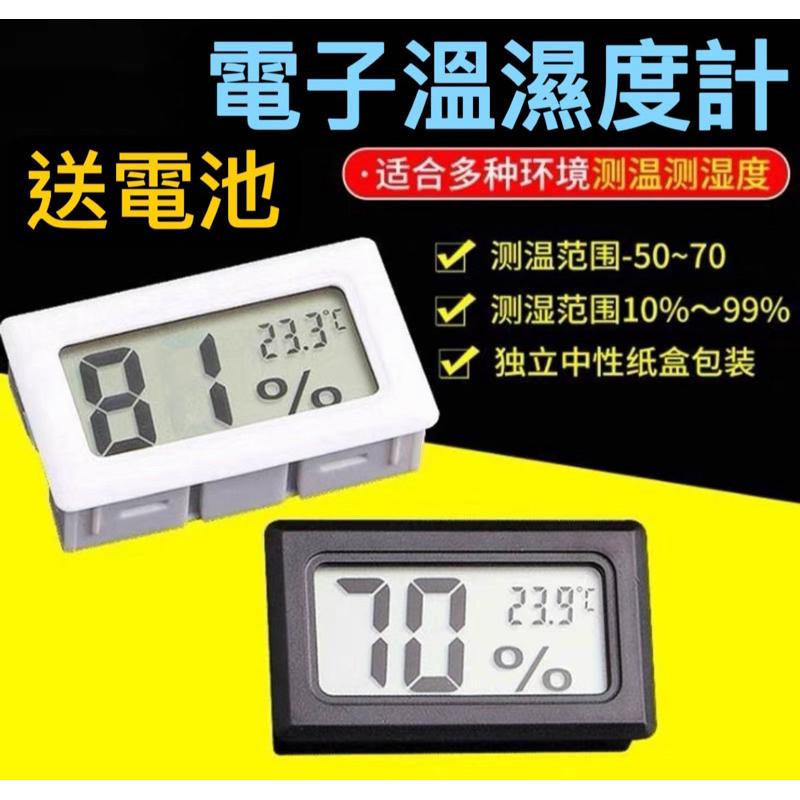 電子溫濕度計
送電池
·适合多种环境测温测湿度
测温范围-50~70
测湿范围10%～99%
独立中性纸盒包装
23.3℃
81%
23.9℃
70%